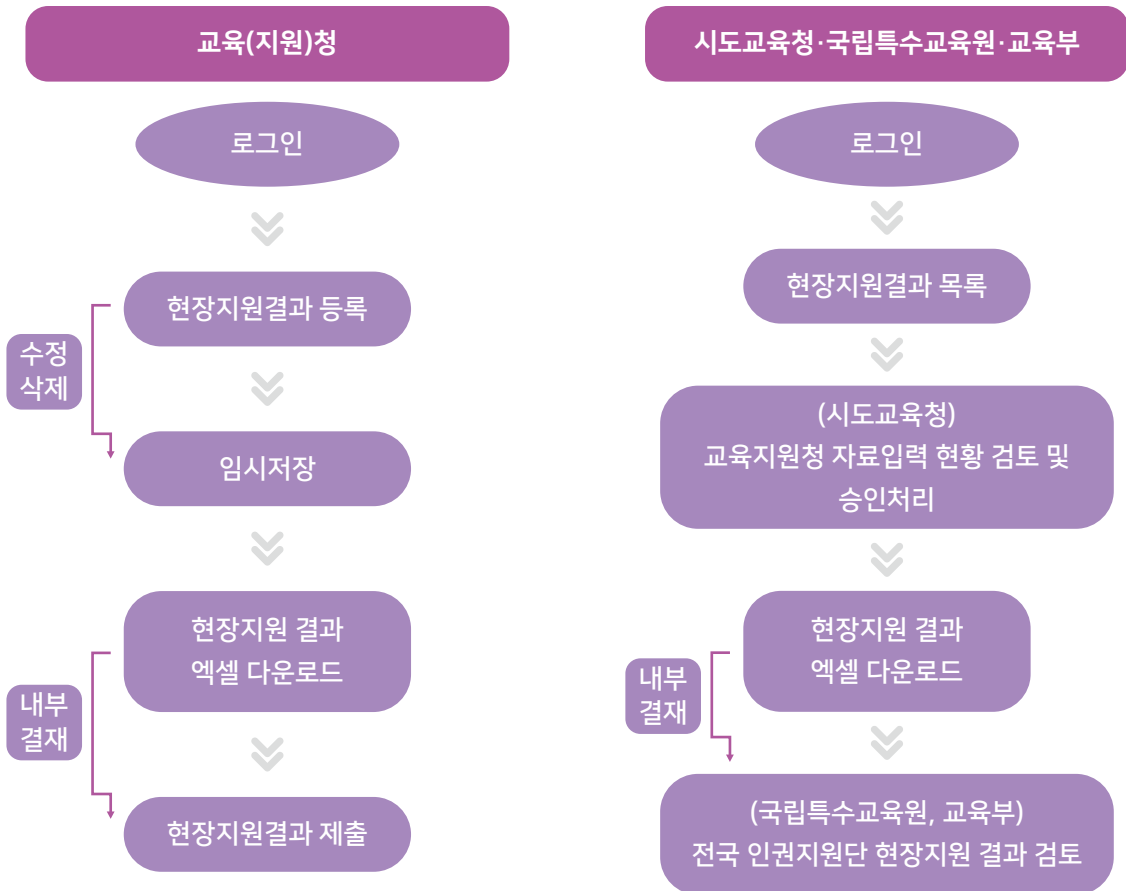 교육(지원)청
로그인
현장지원결과 등록
수정
삭제
임시저장
현장지원 결과
엑셀 다운로드
내부
결재
현장지원결과 제출
시도교육청·국립특수교육원·교육부
로그인
현장지원결과 목록
(시도교육청)
교육지원청 자료입력 현황 검토 및
승인처리
현장지원 결과
엑셀 다운로드
내부
결재
(국립특수교육원, 교육부)
전국 인권지원단 현장지원 결과 검토